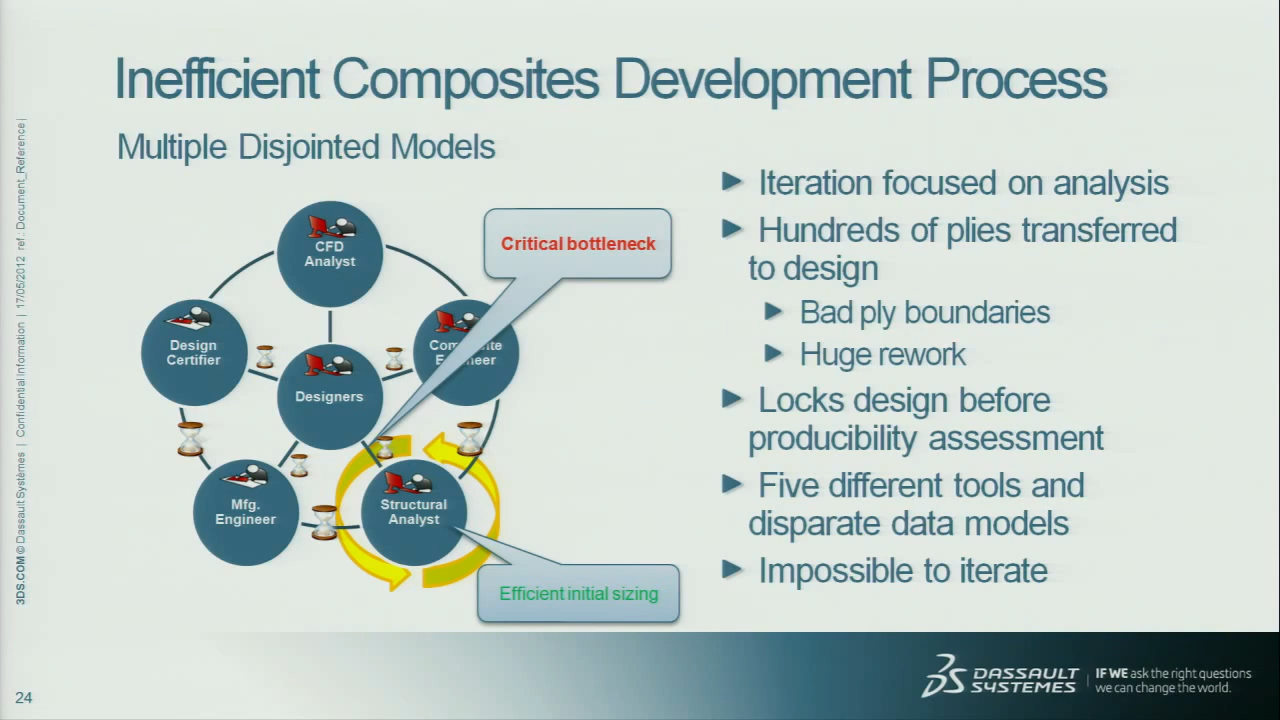 Inefficient Composites Development Process
Multiple Disjointed Models
CFD
Analyst
Design
Certifier
Designers
Mfg.
Engineer
Structural
Analyst
Critical bottleneck
Efficient initial sizing
Iteration focused on analysis
Hundreds of plies transferred
to design
Bad ply boundaries
Huge rework
Locks design before
producibility assessment
Five different tools and
disparate data models
Impossible to iterate
3DS.COM © Dassault Systèmes | Confidential Information | 17/05/2012 ref.: Document_Reference |
24
DASSAULT
SYSTEMES
IF WE ask the right questions
we can change the world.